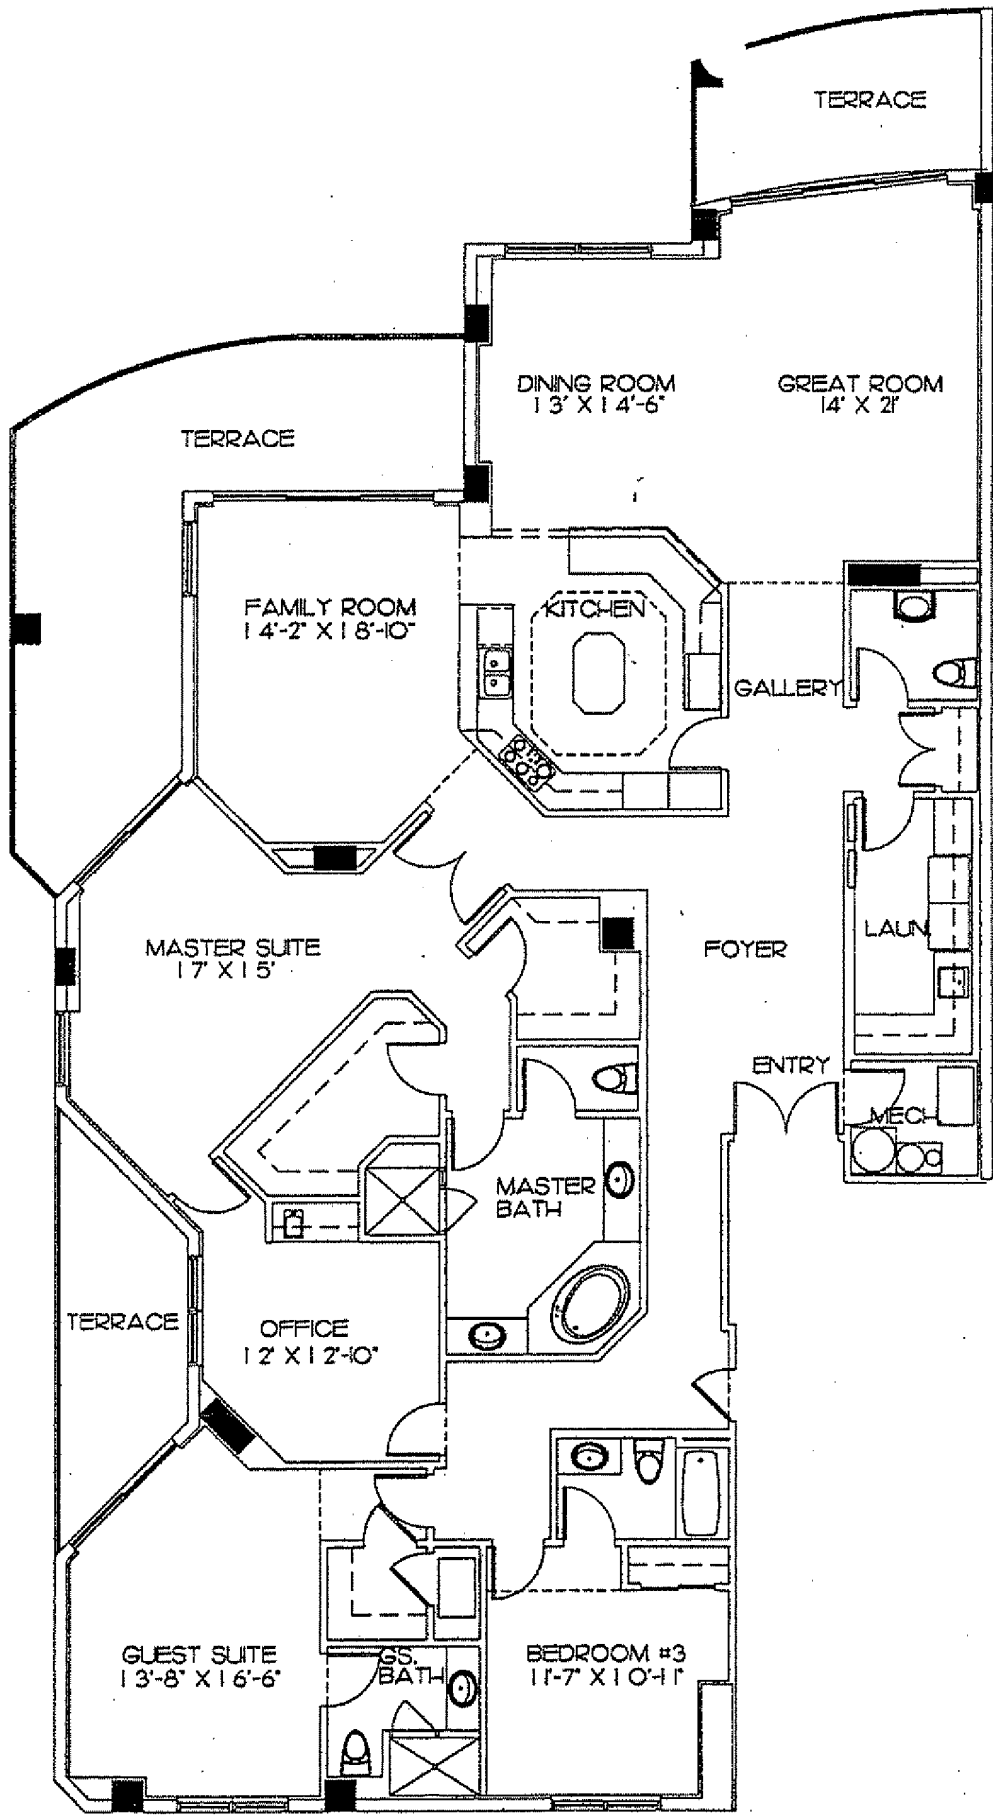 TERRACE
DINING ROOM
13' X 14'-6"
GREAT ROOM
14' X 21'
TERRACE
FAMILY ROOM
14'-2" X 18'-10"
KITCHEN
GALLERY
MASTER SUITE
17' X 15'
FOYER
LAUN
ENTRY
MECH
MASTER
BATH
TERRACE
OFFICE
12' X 12'-10"
GUEST SUITE
13'-8" X 16'-6"
GS.
BATH
BEDROOM #3
11'-7" X 10'-11"